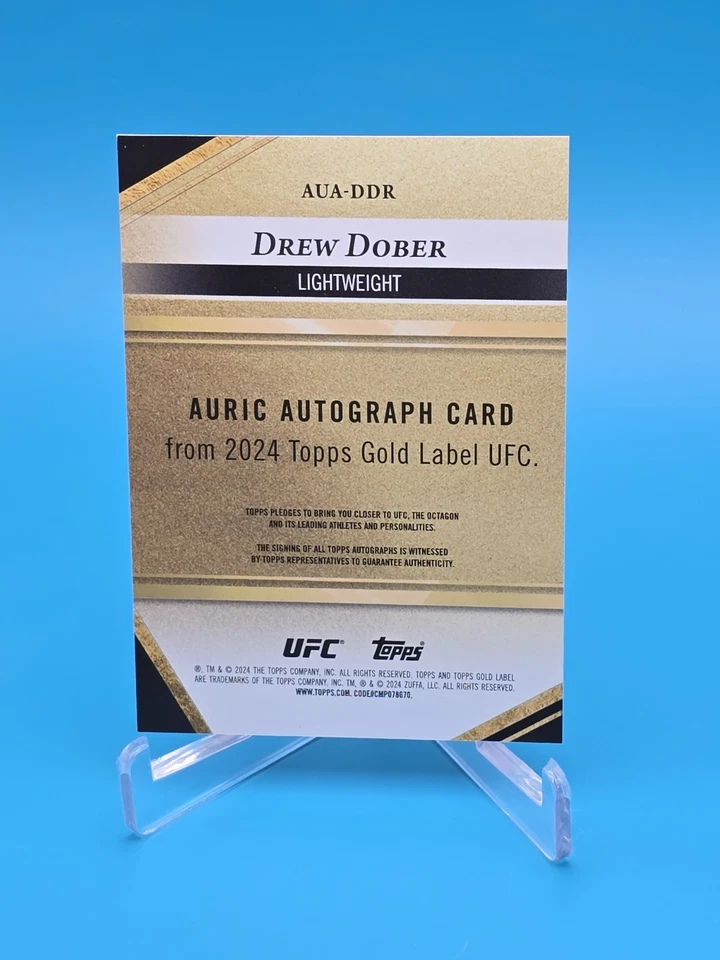 AUA-DDR
DREW DOBER
LIGHTWEIGHT
AURIC AUTOGRAPH CARD
from 2024 Topps Gold Label UFC.
TOPPS PLEDGES TO BRING YOU CLOSER TO UFC, THE OCTAGON
AND ITS LEADING ATHLETES AND PERSONALITIES.
THE SIGNING OF ALL TOPPS AUTOGRAPHS IS WITNESSED
BY TOPPS REPRESENTATIVES TO GUARANTEE AUTHENTICITY.
UFC® Topps®
®, TM & © 2024 THE TOPPS COMPANY, INC. ALL RIGHTS RESERVED. TOPPS AND TOPPS GOLD LABEL
ARE TRADEMARKS OF THE TOPPS COMPANY, INC. TM, ® & © 2024 ZUFFA, LLC. ALL RIGHTS RESERVED.
WWW.TOPPS.COM. CODE#CMP078670.